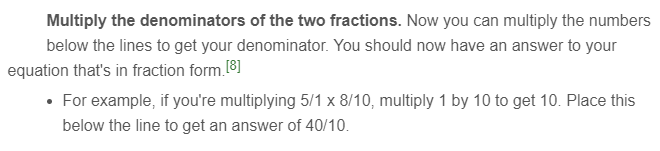 Multiply the denominators of the two fractions. Now you can multiply the numbers
below the lines to get your denominator. You should now have an answer to your
equation that's in fraction form.[8]
• For example, if you're multiplying 5/1 x 8/10, multiply 1 by 10 to get 10. Place this
below the line to get an answer of 40/10.